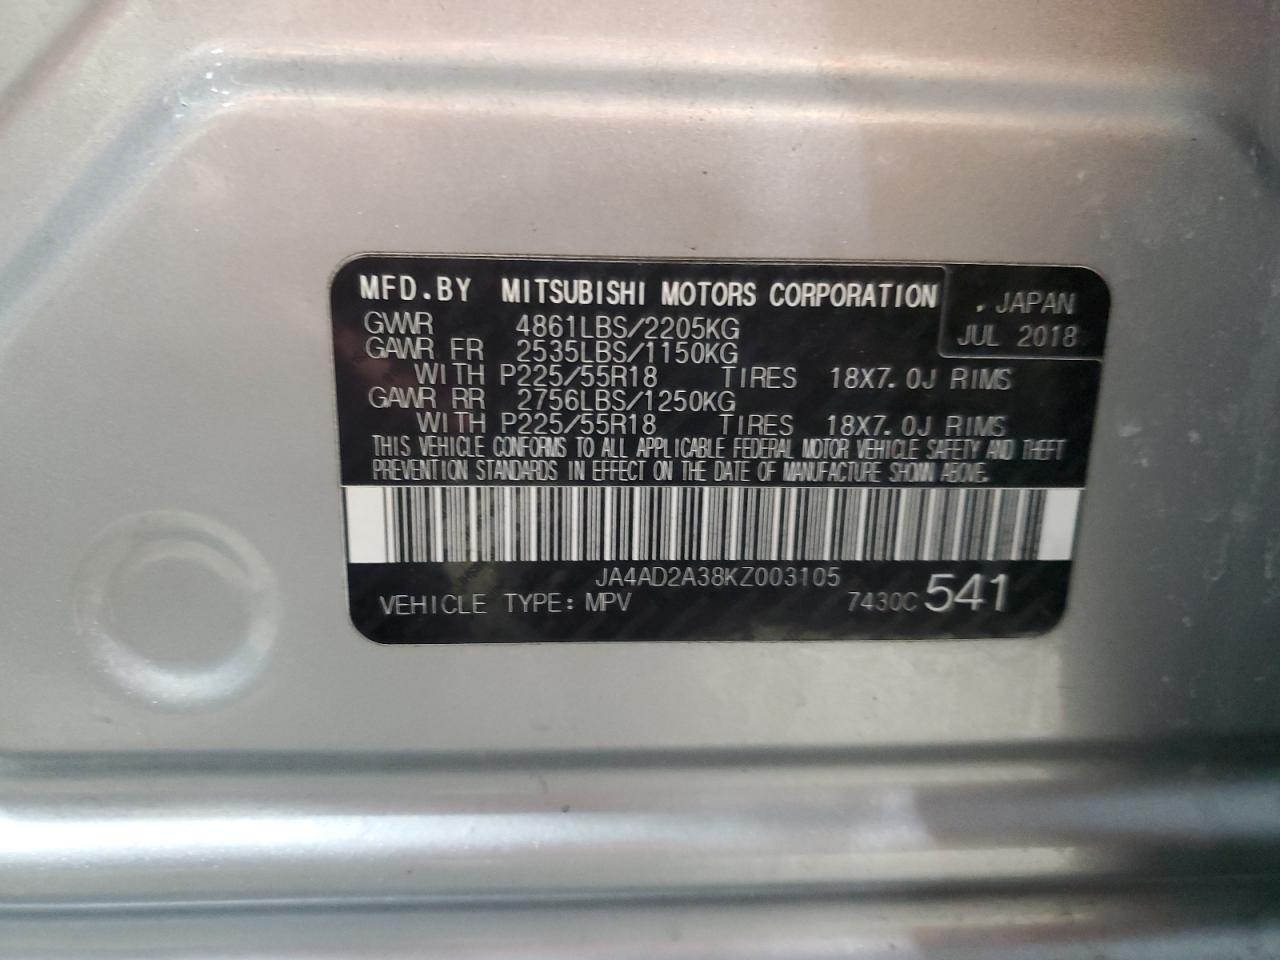 MFD.BY MITSUBISHI MOTORS CORPORATION
. JAPAN
JUL 2018
GVWR 4861LBS/2205KG
GAWR FR 2535LBS/1150KG
WITH P225/55R18 TIRES 18X7.0J RIMS
GAWR RR 2756LBS/1250KG
WITH P225/55R18 TIRES 18X7.0J RIMS
THIS VEHICLE CONFORMS TO ALL APPLICABLE FEDERAL MOTOR VEHICLE SAFETY AND THEFT
PREVENTION STANDARDS IN EFFECT ON THE DATE OF MANUFACTURE SHOWN ABOVE.
JA4AD2A38KZ003105
VEHICLE TYPE: MPV 7430C 541